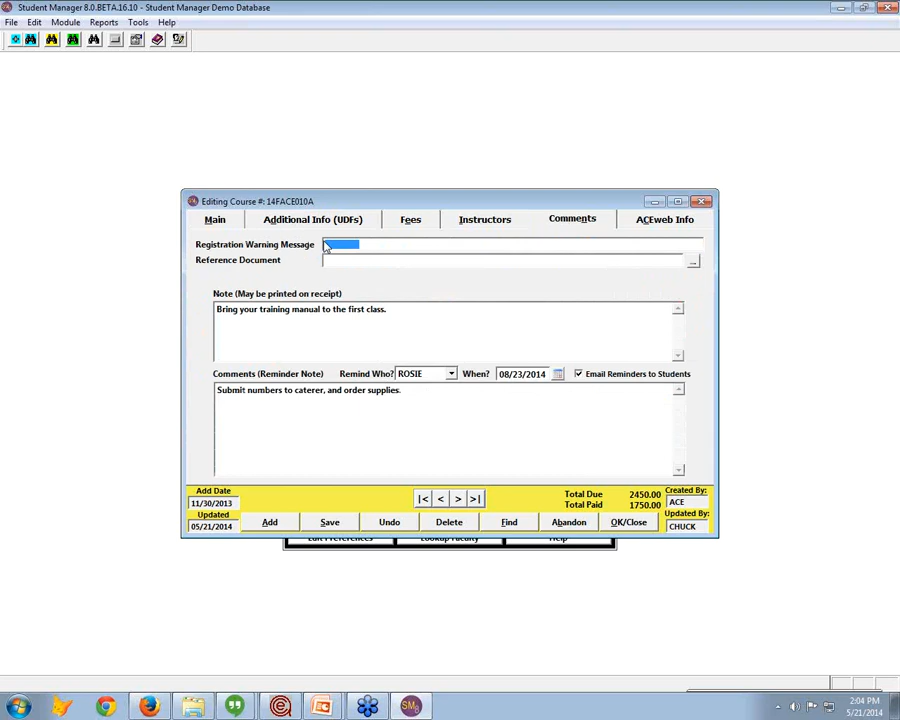 Student Manager 8.0.BETA.16.10 - Student Manager Demo Database
File Edit Module Reports Tools Help
Editing Course #: 14FACE010A
Main Additional Info (UDFs) Fees Instructors Comments ACEweb Info
Registration Warning Message
Reference Document
...
Note (May be printed on receipt)
Bring your training manual to the first class.
Comments (Reminder Note) Remind Who? ROSIE When? 08/23/2014 Email Reminders to Students
Submit numbers to caterer, and order supplies.
Add Date
11/30/2013
|< < > >|
Total Due 2450.00
Total Paid 1750.00
Created By:
ACE
Updated
05/21/2014
Add Save Undo Delete Find Abandon OK/Close
Updated By:
CHUCK
Edit Preferences Lookup Faculty Help
2:04 PM
5/21/2014